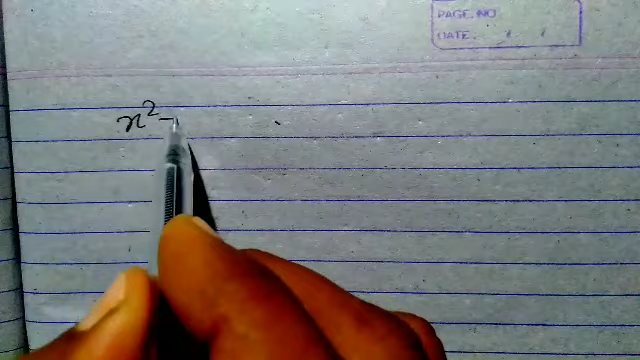 PAGE NO
DATE. / /
x² -